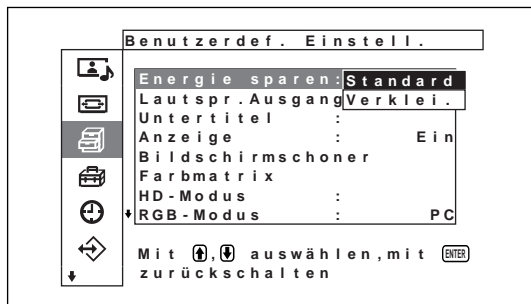 Benutzerdef. Einstell.
Energie sparen: Standard
Lautspr.Ausgang Verklei.
Untertitel :
Anzeige : Ein
Bildschirmschoner
Farbmatrix
HD-Modus :
RGB-Modus : PC
Mit ↑,↓ auswählen,mit ENTER
zurückschalten